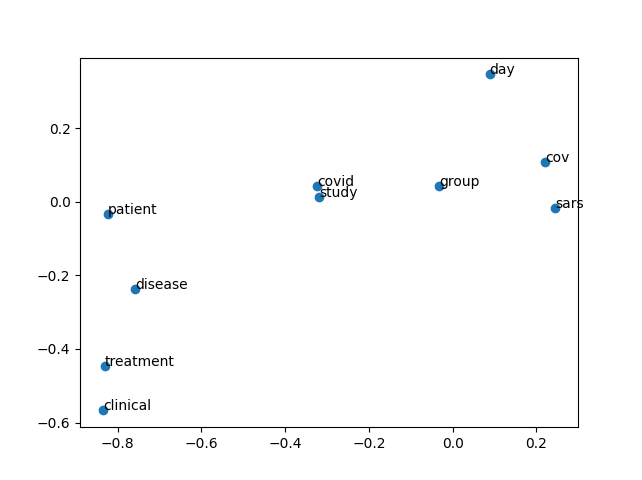 day
0.2
cov
covid
group
study
0.0
sars
patient
−0.2
disease
treatment
−0.4
clinical
−0.6
−0.8 −0.6 −0.4 −0.2 0.0 0.2